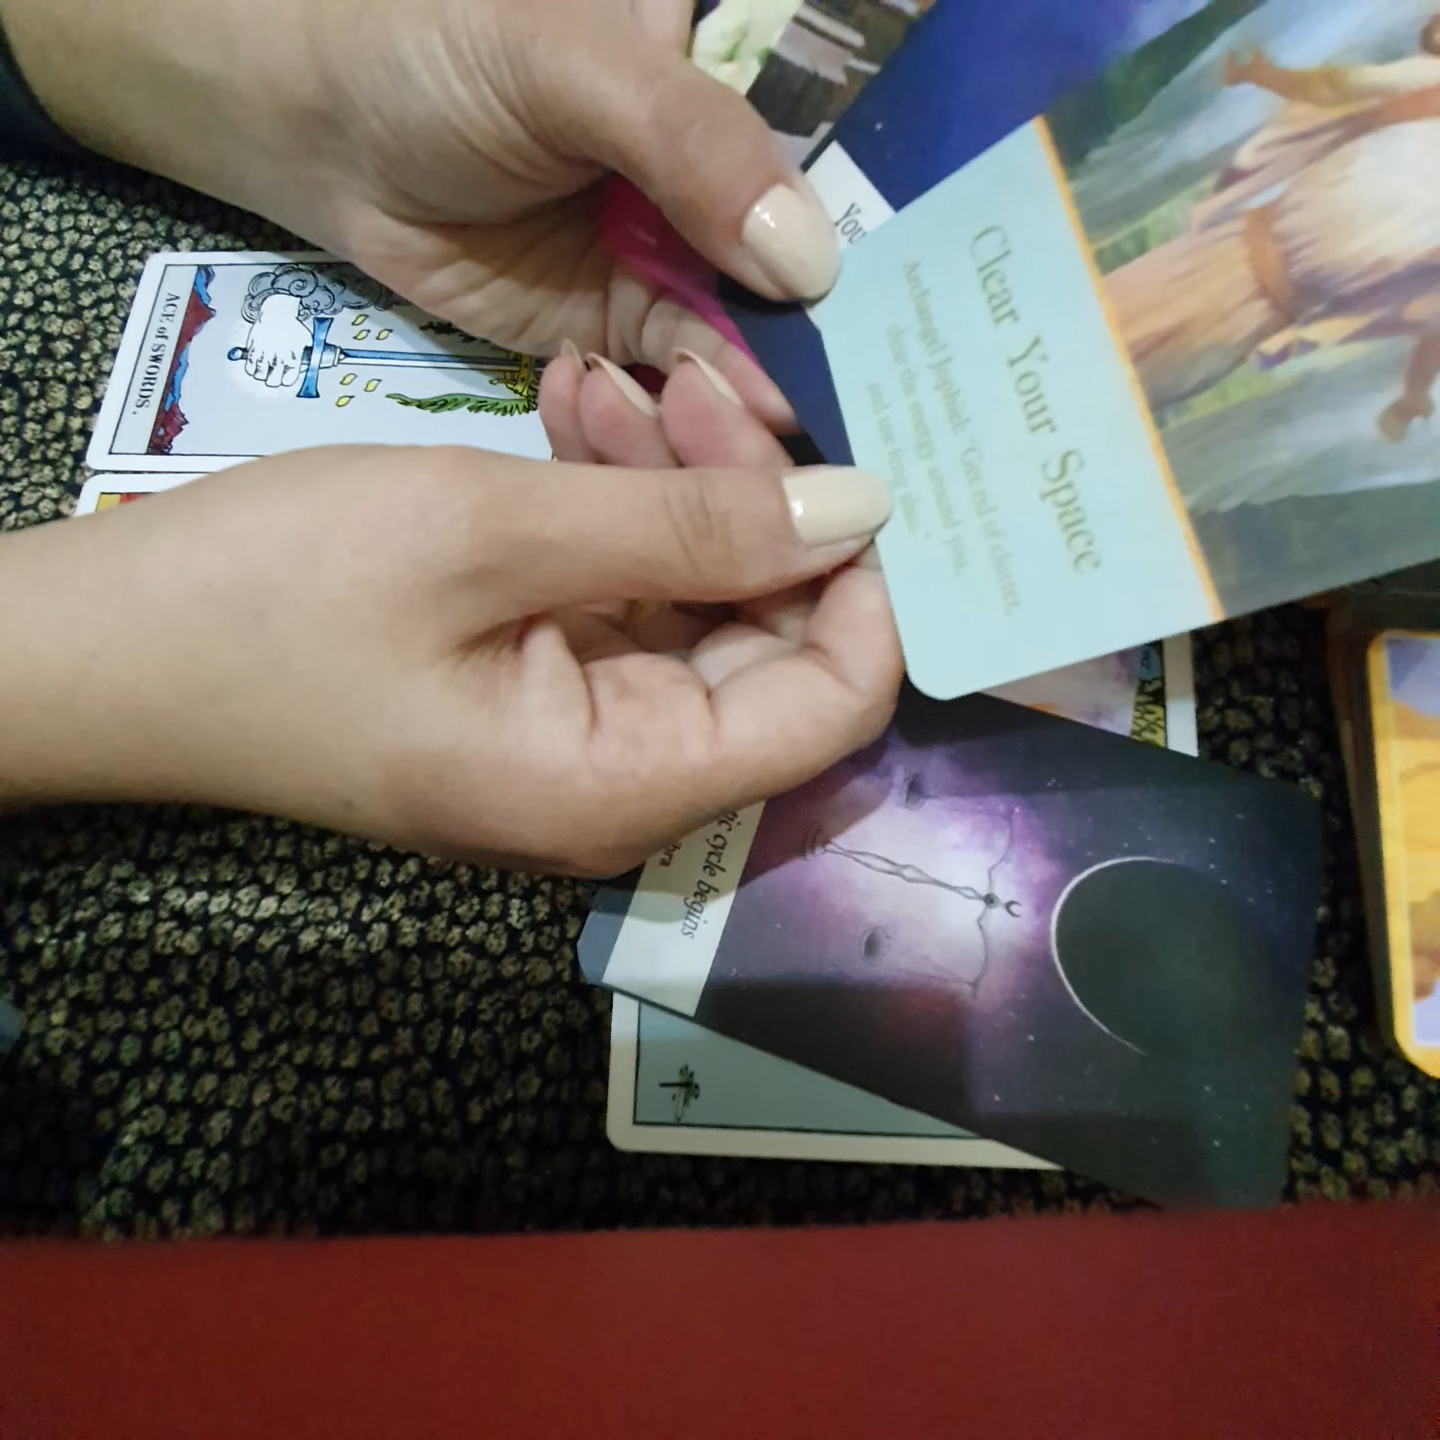 ACE of SWORDS.
You
Clear Your Space
Archangel Jophiel: "Get rid of clutter,
clear the energy around you,
and use feng shui."
cycle begins